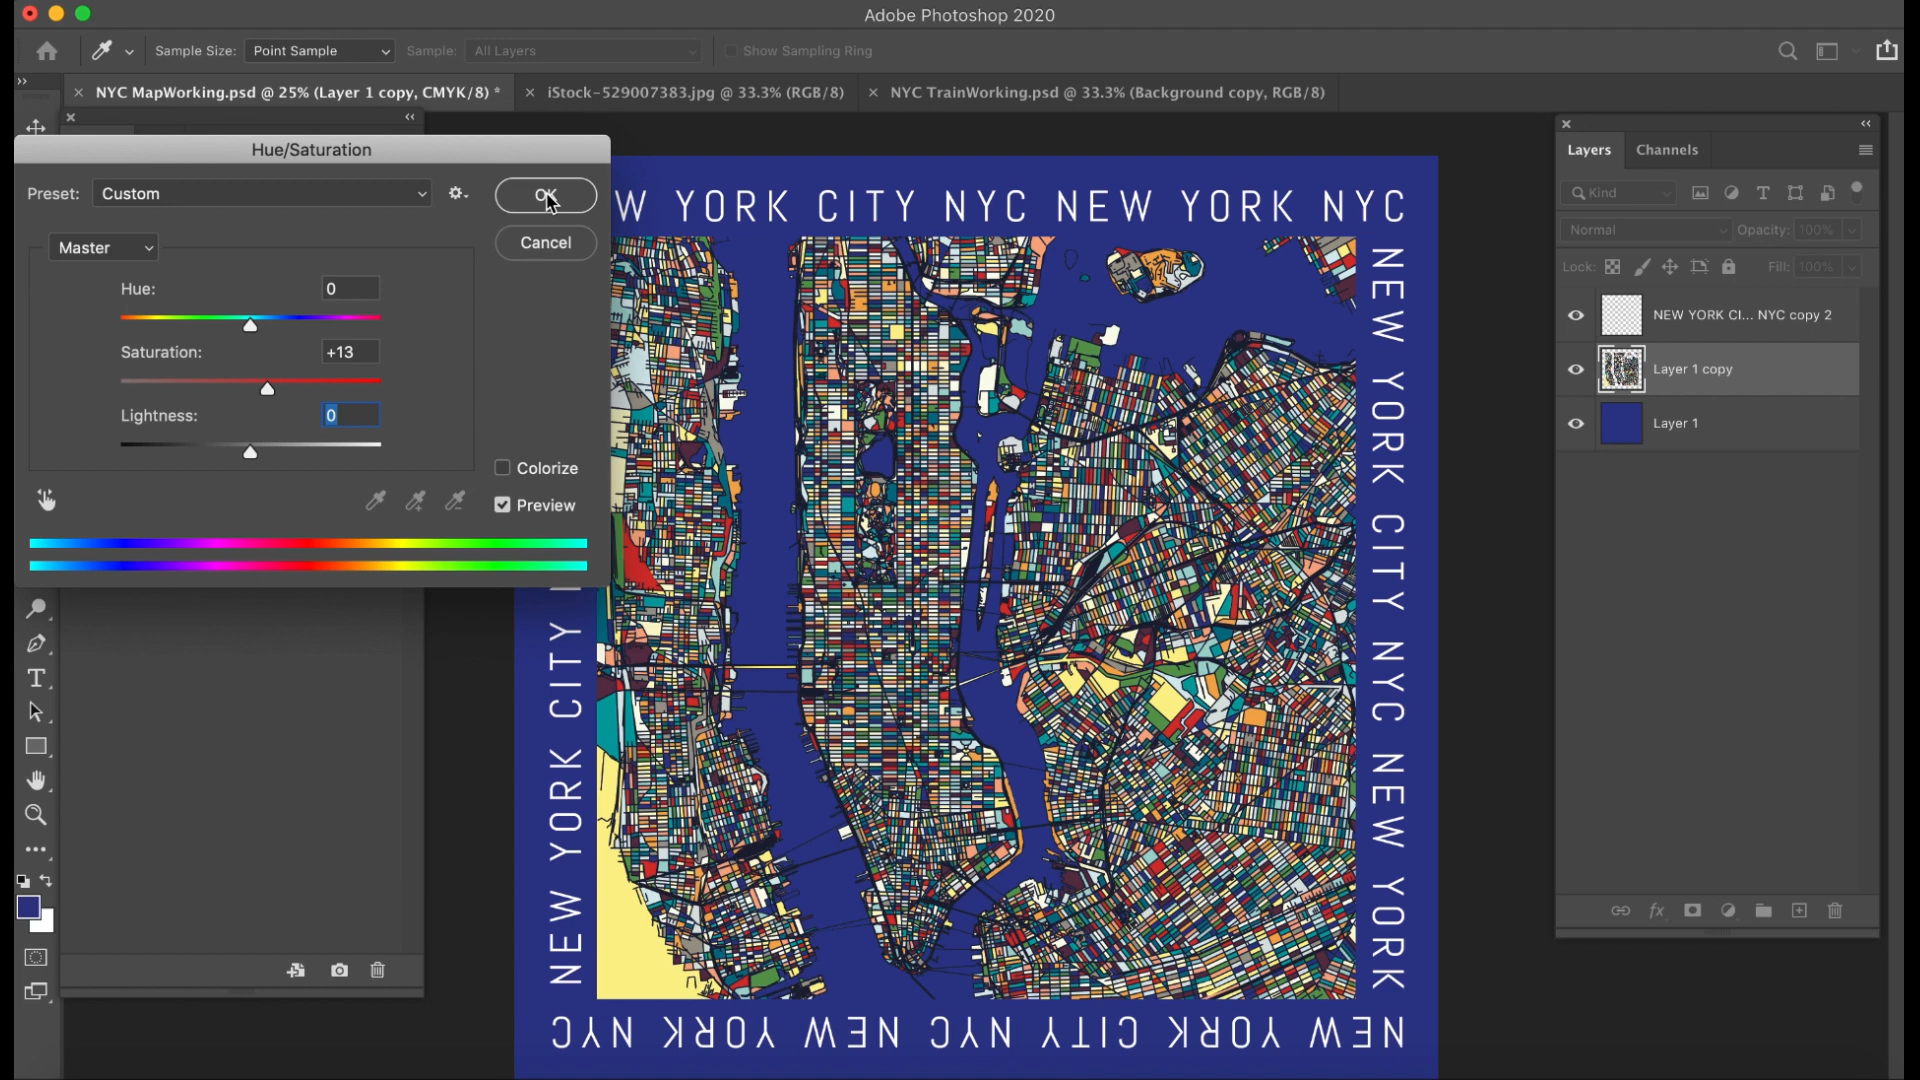 Adobe Photoshop 2020
Sample Size: Point Sample Sample: All Layers Show Sampling Ring
NYC MapWorking.psd @ 25% (Layer 1 copy, CMYK/8) *
iStock-529007383.jpg @ 33.3% (RGB/8)
NYC TrainWorking.psd @ 33.3% (Background copy, RGB/8)
Hue/Saturation
Preset: Custom
OK
Cancel
Master
Hue: 0
Saturation: +13
Lightness: 0
Colorize
Preview
W YORK CITY NYC NEW YORK NYC
NEW YORK CITY NYC NEW YORK
NEW YORK CITY NYC NEW YORK NYC
NEW YORK CITY
Layers Channels
Kind
Normal Opacity: 100%
Lock: Fill: 100%
NEW YORK CI... NYC copy 2
Layer 1 copy
Layer 1
fx